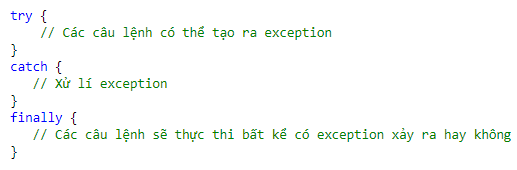 try {
// Các câu lệnh có thể tạo ra exception
}
catch {
// Xử lí exception
}
finally {
// Các câu lệnh sẽ thực thi bất kể có exception xảy ra hay không
}